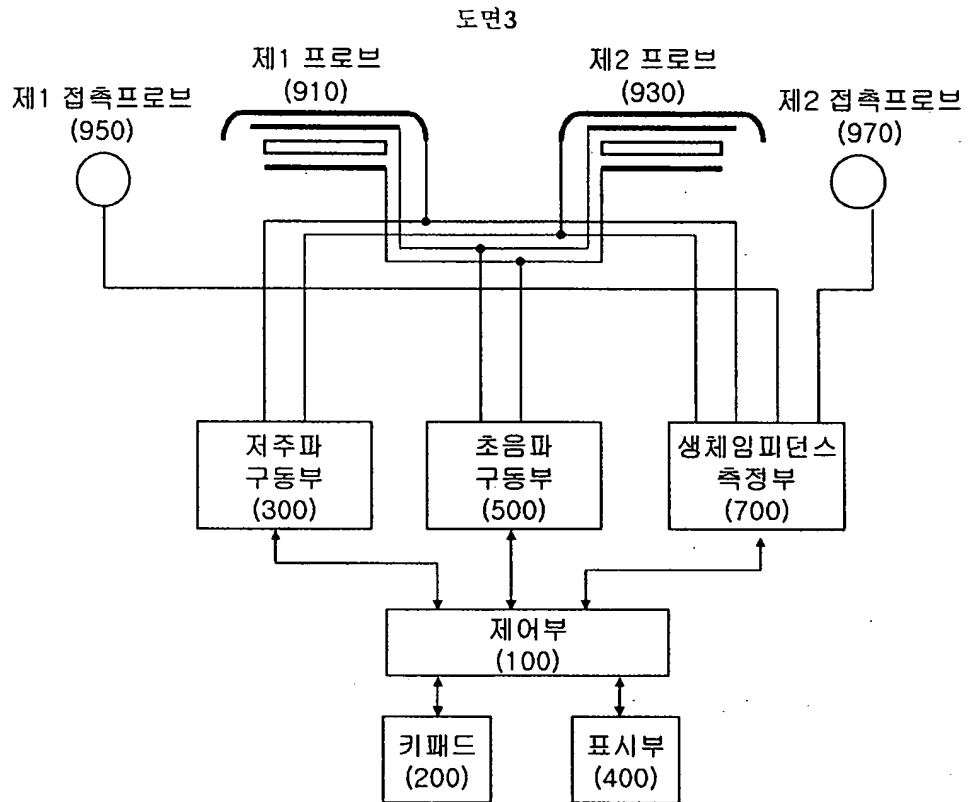 도면3
제1 프로브
(910)
제2 프로브
(930)
제1 접촉프로브
(950)
제2 접촉프로브
(970)
저주파
구동부
(300)
초음파
구동부
(500)
생체임피던스
측정부
(700)
제어부
(100)
키패드
(200)
표시부
(400)